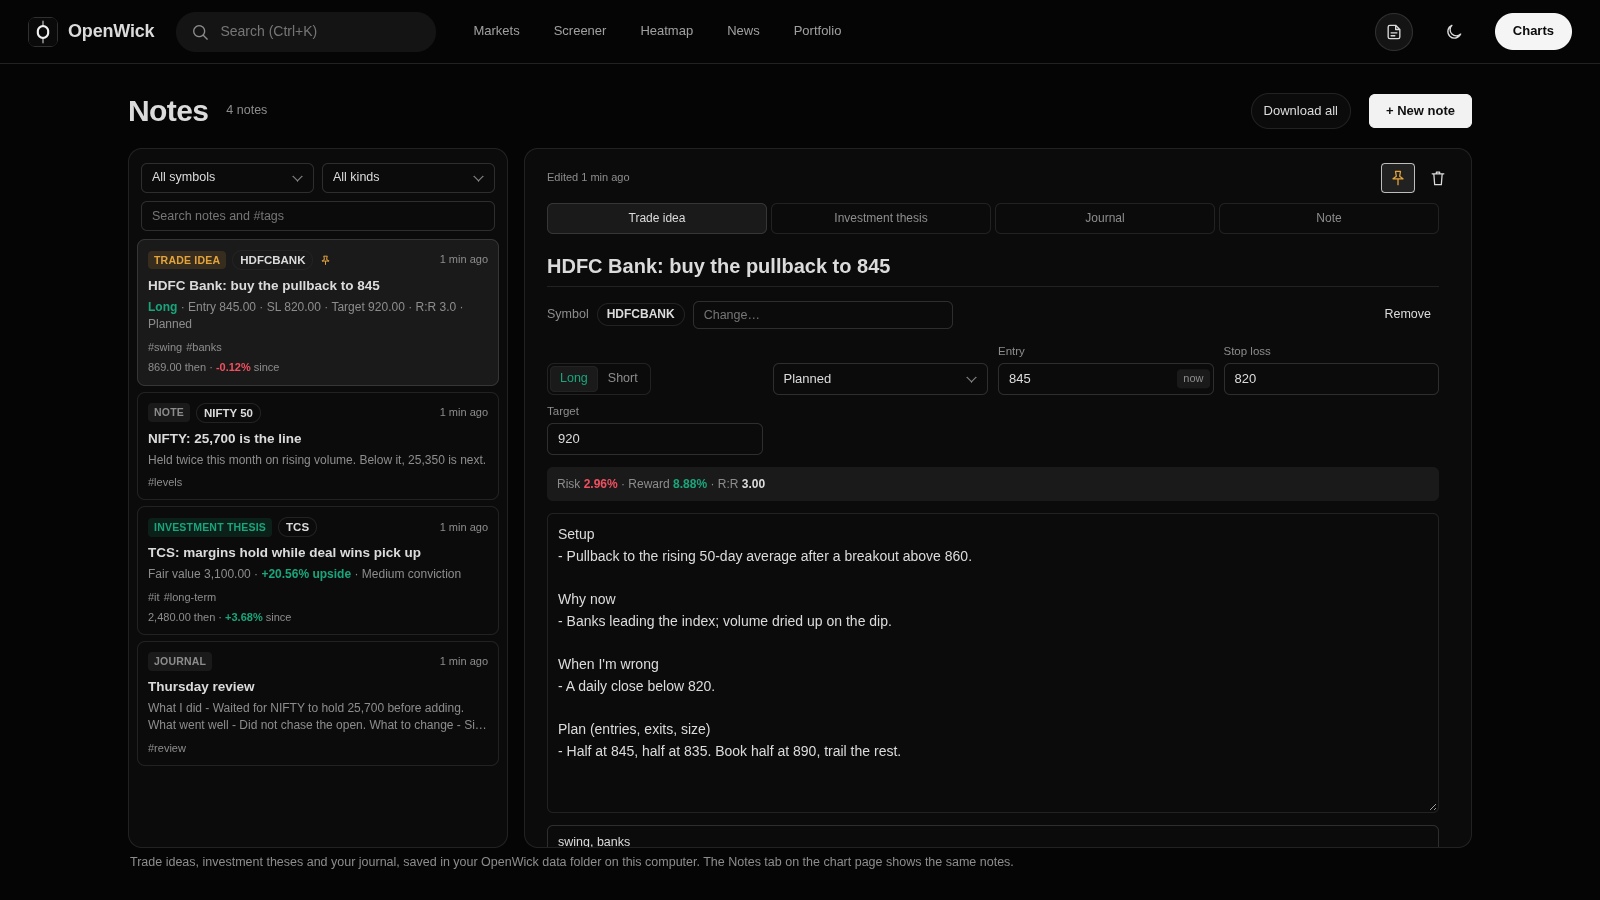 OpenWick
Search (Ctrl+K)
Markets
Screener
Heatmap
News
Portfolio
Charts
Notes
4 notes
Download all
+ New note
All symbols
All kinds
Search notes and #tags
TRADE IDEA
HDFCBANK
1 min ago
HDFC Bank: buy the pullback to 845
Long · Entry 845.00 · SL 820.00 · Target 920.00 · R:R 3.0 ·
Planned
#swing #banks
869.00 then · -0.12% since
NOTE
NIFTY 50
1 min ago
NIFTY: 25,700 is the line
Held twice this month on rising volume. Below it, 25,350 is next.
#levels
INVESTMENT THESIS
TCS
1 min ago
TCS: margins hold while deal wins pick up
Fair value 3,100.00 · +20.56% upside · Medium conviction
#it #long-term
2,480.00 then · +3.68% since
JOURNAL
1 min ago
Thursday review
What I did - Waited for NIFTY to hold 25,700 before adding.
What went well - Did not chase the open. What to change - Si…
#review
Edited 1 min ago
Trade idea
Investment thesis
Journal
Note
HDFC Bank: buy the pullback to 845
Symbol
HDFCBANK
Change…
Remove
Long
Short
Planned
Entry
845
now
Stop loss
820
Target
920
Risk 2.96% · Reward 8.88% · R:R 3.00
Setup
- Pullback to the rising 50-day average after a breakout above 860.
Why now
- Banks leading the index; volume dried up on the dip.
When I'm wrong
- A daily close below 820.
Plan (entries, exits, size)
- Half at 845, half at 835. Book half at 890, trail the rest.
swing, banks
Trade ideas, investment theses and your journal, saved in your OpenWick data folder on this computer. The Notes tab on the chart page shows the same notes.